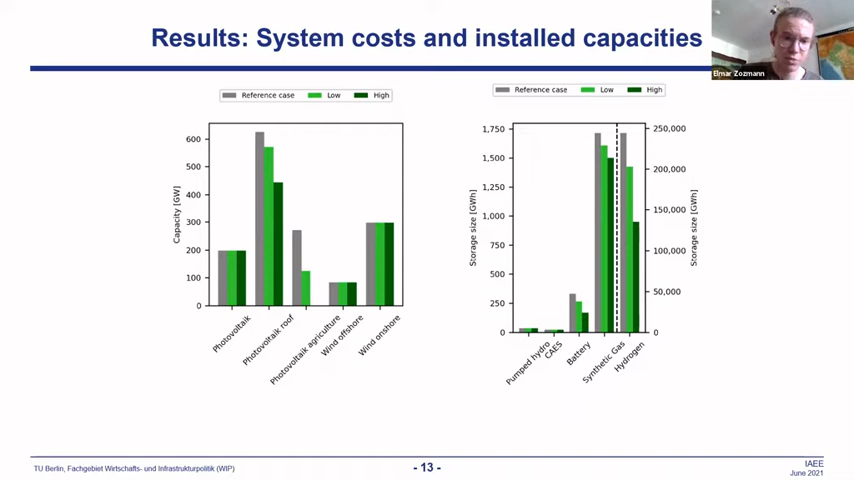 Results: System costs and installed capacities
Elmar Zozmann
Reference case Low High
600
500
400
300
200
100
0
Capacity [GW]
Photovoltaik
Photovoltaik roof
Photovoltaik agriculture
Wind offshore
Wind onshore
Reference case Low High
1,750
1,500
1,250
1,000
750
500
250
0
Storage size [GWh]
250,000
200,000
150,000
100,000
50,000
0
Storage size [GWh]
Pumped hydro
CAES
Battery
Synthetic Gas
Hydrogen
TU Berlin, Fachgebiet Wirtschafts- und Infrastrukturpolitik (WIP)
- 13 -
IAEE
June 2021